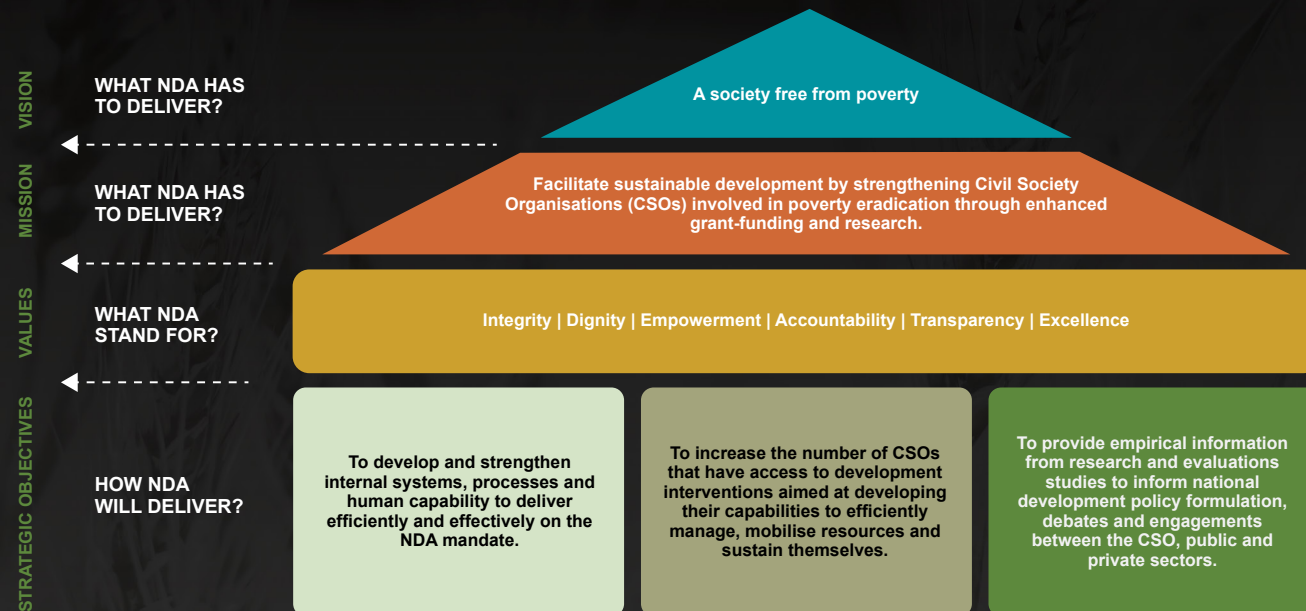 VISION
WHAT NDA HAS
TO DELIVER?
A society free from poverty
MISSION
WHAT NDA HAS
TO DELIVER?
Facilitate sustainable development by strengthening Civil Society
Organisations (CSOs) involved in poverty eradication through enhanced
grant-funding and research.
VALUES
WHAT NDA
STAND FOR?
Integrity | Dignity | Empowerment | Accountability | Transparency | Excellence
STRATEGIC OBJECTIVES
HOW NDA
WILL DELIVER?
To develop and strengthen
internal systems, processes and
human capability to deliver
efficiently and effectively on the
NDA mandate.
To increase the number of CSOs
that have access to development
interventions aimed at developing
their capabilities to efficiently
manage, mobilise resources and
sustain themselves.
To provide empirical information
from research and evaluations
studies to inform national
development policy formulation,
debates and engagements
between the CSO, public and
private sectors.